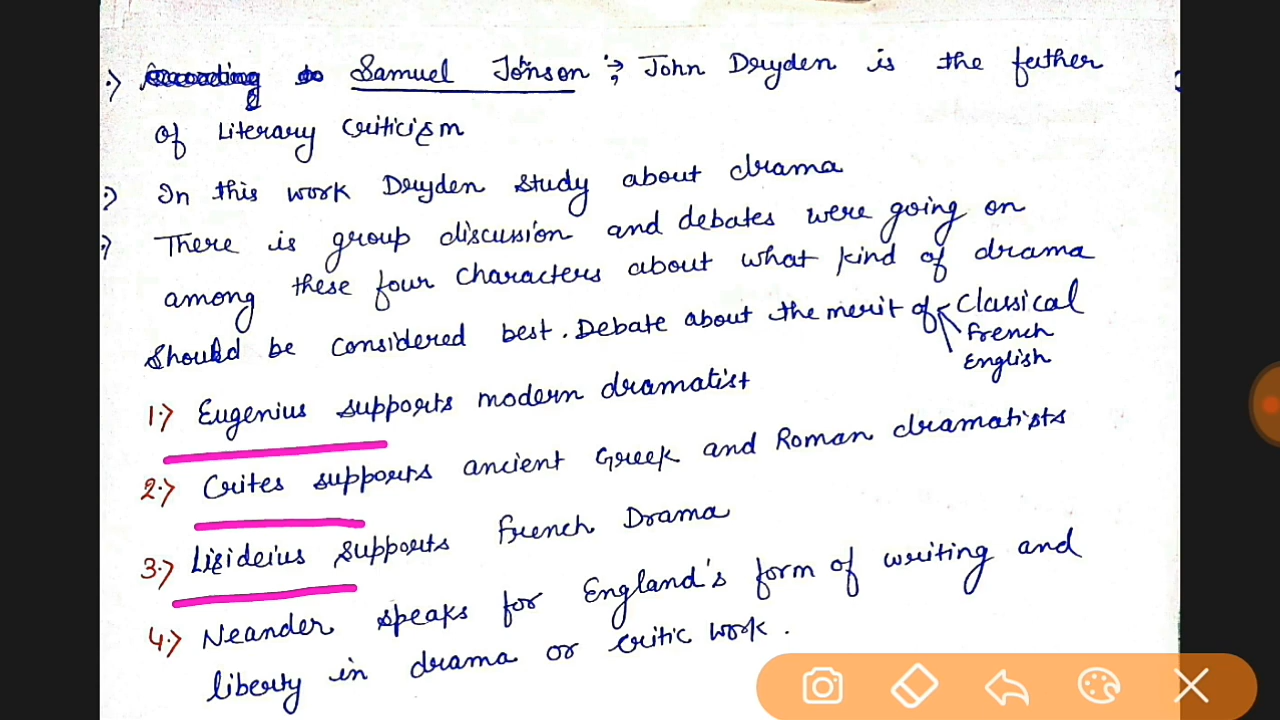 Samuel Johnson :→ John Dryden is the father
of Literary Criticism
In this work Dryden study about drama
There is group discussion and debates were going on
among these four characters about what kind of drama
should be considered best. Debate about the merit of Classical
French
English
1.> Eugenius supports modern dramatist
2.> Crites supports ancient Greek and Roman dramatists
3.> Lisideius supports French Drama
4.> Neander speaks for England's form of writing and
liberty in drama or critic work.